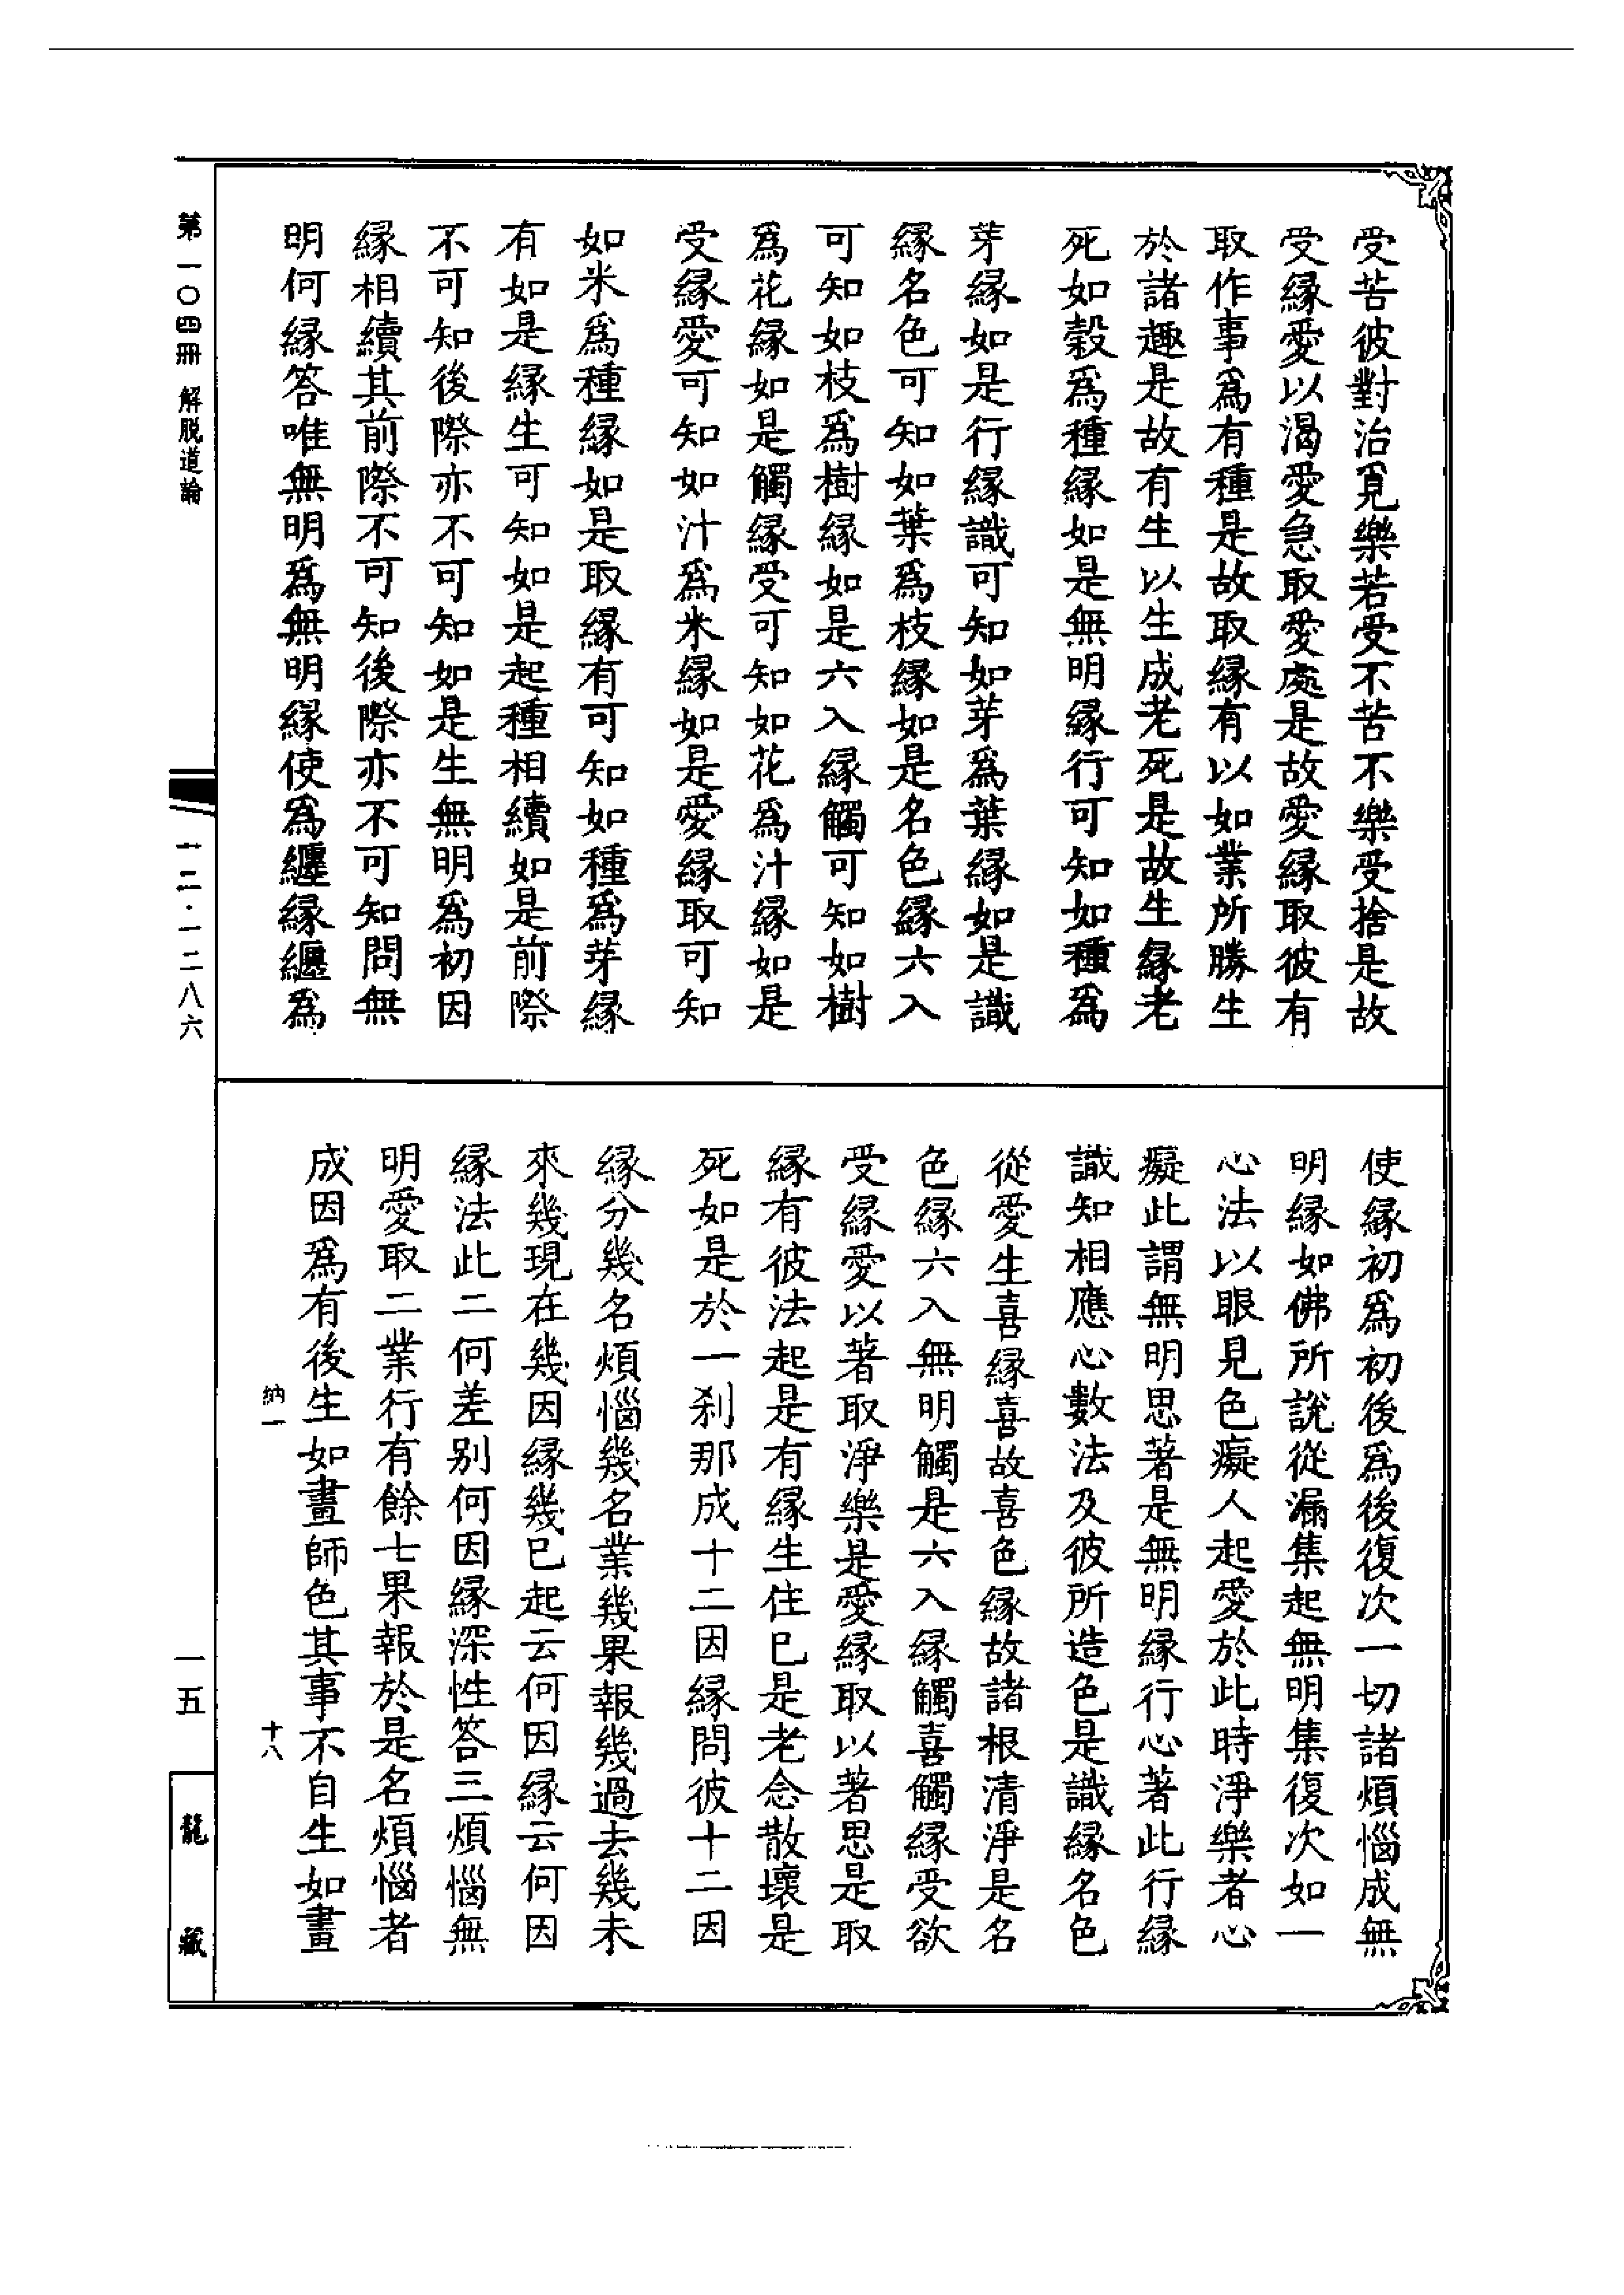 受苦彼對治覓樂若受不苦不樂受捨是故
受緣愛以渴愛急取愛處是故愛緣取彼有
取作事爲有種是故取緣有以如業所勝生
於諸趣是故有生以生成老死是故生緣老
死如穀爲種緣如是無明緣行可知如種爲
芽緣如是行緣識可知如芽爲葉緣如是識
緣名色可知如葉爲枝緣如是名色緣六入
可知如枝爲樹緣如是六入緣觸可知如樹
爲花緣如是觸緣受可知如花爲汁緣如是
受緣愛可知如汁爲米緣如是愛緣取可知
如米爲種緣如是取緣有可知如種爲芽緣
有如是緣生可知如是起種相續如是前際
不可知後際亦不可知如是生無明爲初因
緣相續其前際不可知後際亦不可知問無
明何緣答唯無明爲無明緣使爲纏緣纏爲
使緣初爲初後爲後復次一切諸煩惱成無
明緣如佛所說從漏集起無明集復次如一
心法以眼見色癡人起愛於此時淨樂者心
癡此謂無明思著是無明緣行心著此行緣
識知相應心數法及彼所造色是識緣名色
從愛生喜緣喜故喜色緣故諸根清淨是名
色緣六入無明觸是六入緣觸喜觸緣受欲
受緣愛以著取淨樂是愛緣取以著思是取
緣有彼法起是有緣生住已是老念散壞是
死如是於一刹那成十二因緣問彼十二因
緣分幾名煩惱幾名業幾果報幾過去幾未
來幾現在幾因緣幾已起云何因緣云何因
緣法此二何差別何因緣深性答三煩惱無
明愛取二業行有餘七果報於是名煩惱者
成因爲有後生如畫師色其事不自生如畫
納一
十八
第一〇四冊 解脱道論
一二·一二八六
一五
龍藏